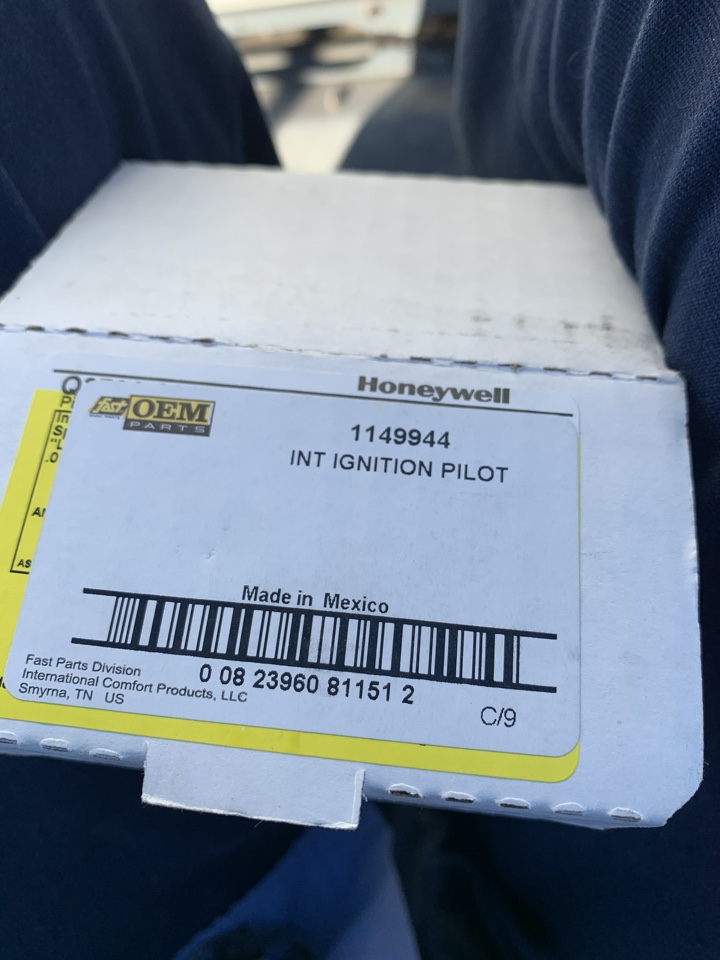 Honeywell
fast OEM
PARTS
1149944
INT IGNITION PILOT
Made in Mexico
0 08 23960 81151 2
Fast Parts Division
International Comfort Products, LLC
Smyrna, TN US
C/9